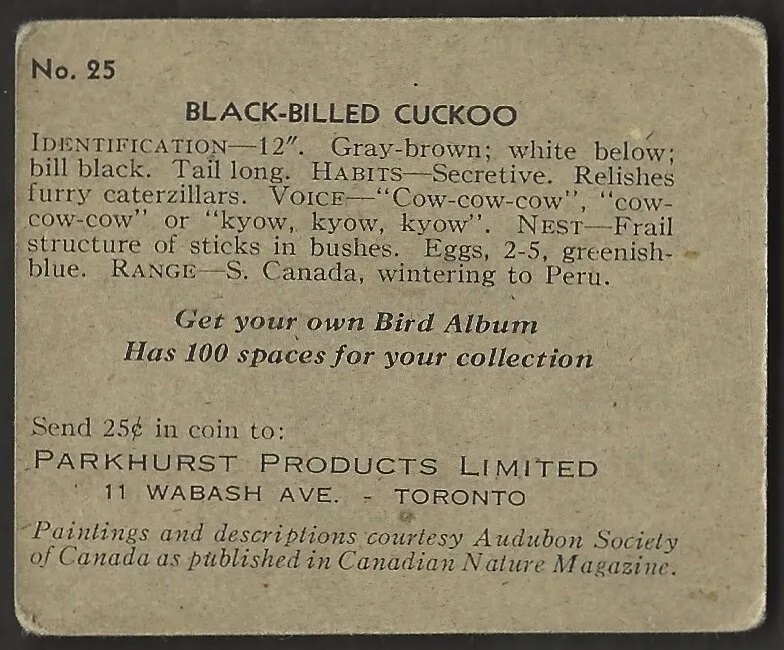 No. 25
BLACK-BILLED CUCKOO
IDENTIFICATION—12". Gray-brown; white below;
bill black. Tail long. HABITS—Secretive. Relishes
furry caterzillars. VOICE—"Cow-cow-cow", "cow-
cow-cow" or "kyow, kyow, kyow". NEST—Frail
structure of sticks in bushes. Eggs, 2-5, greenish-
blue. RANGE—S. Canada, wintering to Peru.
Get your own Bird Album
Has 100 spaces for your collection
Send 25¢ in coin to:
PARKHURST PRODUCTS LIMITED
11 WABASH AVE. - TORONTO
Paintings and descriptions courtesy Audubon Society
of Canada as published in Canadian Nature Magazine.